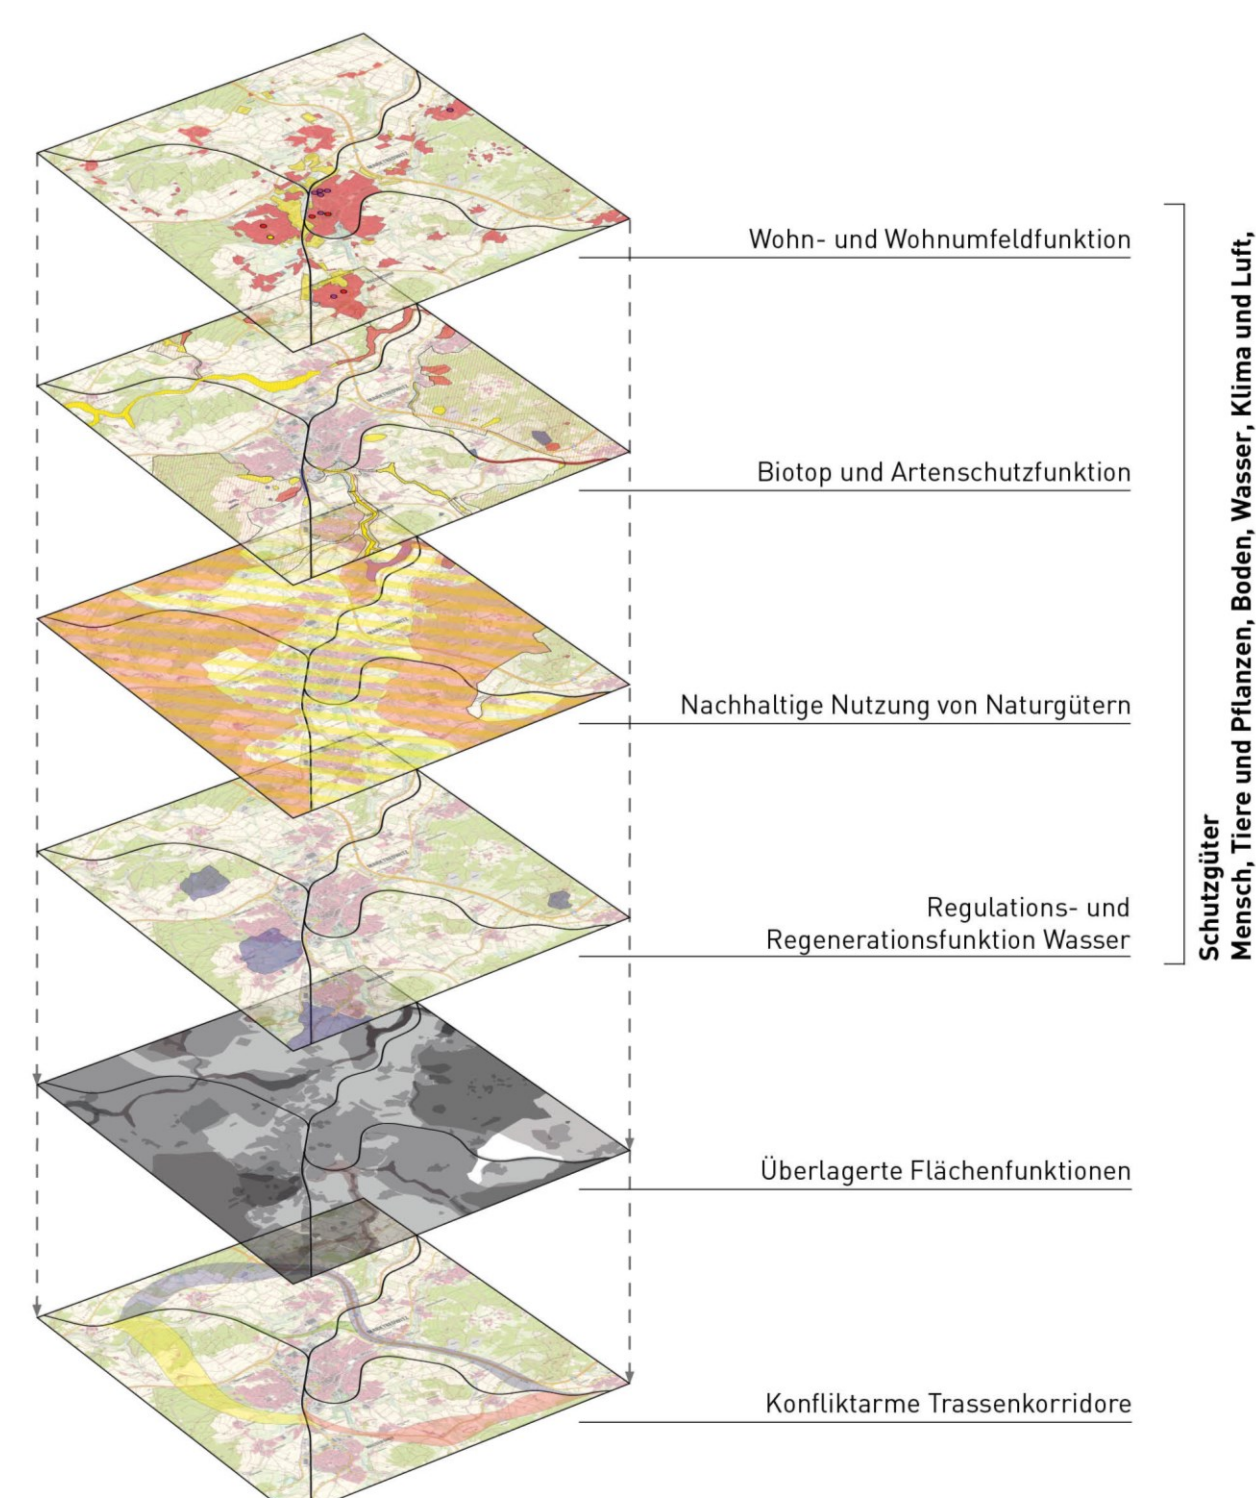 Wohn- und Wohnumfeldfunktion
Biotop und Artenschutzfunktion
Nachhaltige Nutzung von Naturgütern
Regulations- und
Regenerationsfunktion Wasser
Überlagerte Flächenfunktionen
Konfliktarme Trassenkorridore
Schutzgüter
Mensch, Tiere und Pflanzen, Boden, Wasser, Klima und Luft,